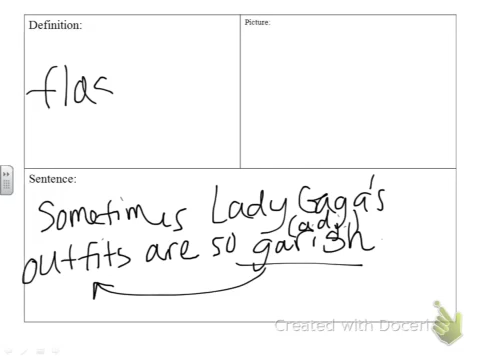 Definition:
Picture:
flas
Sentence:
Sometimes Lady Gaga's
(adj)
outfits are so garish
Created with Doceri